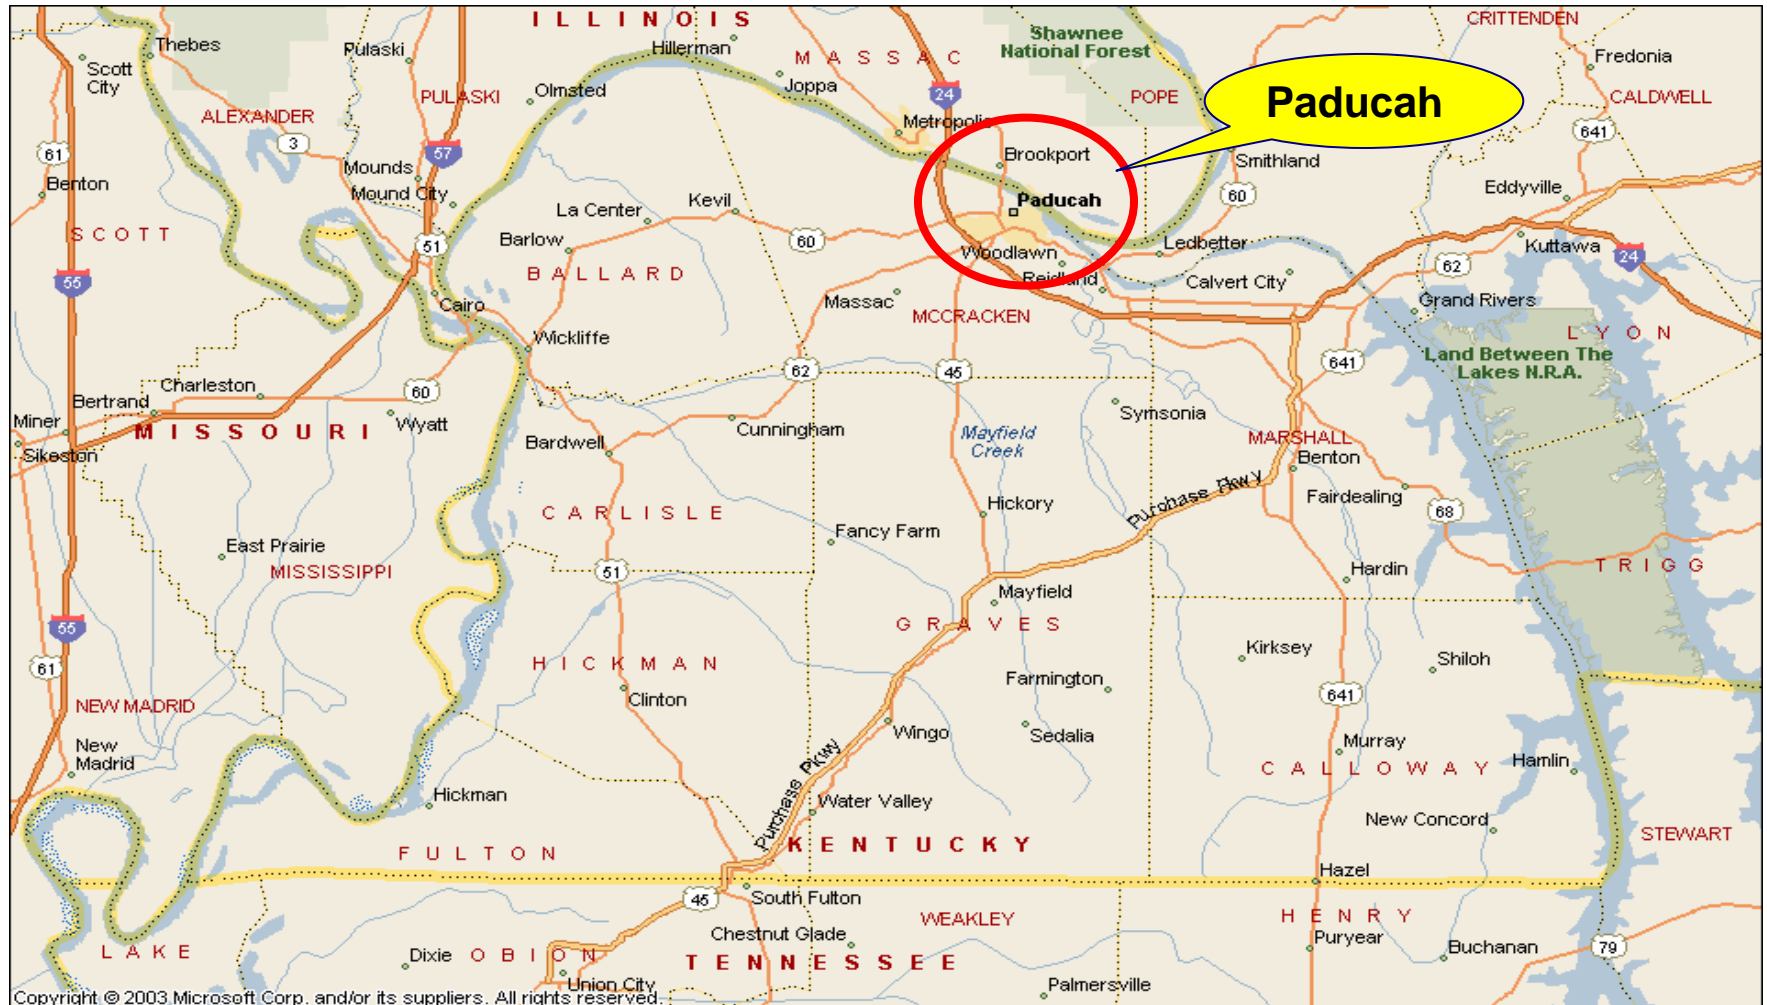 ILLINOIS
CRITTENDEN
Thebes
Pulaski
Hillerman
Shawnee
National Forest
Fredonia
Scott
City
MASSAC
Joppa
Olmsted
PULASKI
24
POPE
Paducah
CALDWELL
ALEXANDER
Metropolis
641
3
61
57
Brookport
Smithland
Benton
Mounds
Mound City
Eddyville
60
Kevil
Paducah
La Center
SCOTT
51
Barlow
60
Woodlawn
Ledbetter
Kuttawa
24
62
BALLARD
Reidland
Calvert City
55
Cairo
Massac
MCCRACKEN
Grand Rivers
LYON
Wickliffe
641
Land Between The
Lakes N.R.A.
62
45
Charleston
60
Bertrand
Miner
MISSOURI
Wyatt
Symsonia
Cunningham
Mayfield
Creek
MARSHALL
Bardwell
Sikeston
Benton
Purchase Pkwy
Fairdealing
Hickory
CARLISLE
68
Fancy Farm
East Prairie
MISSISSIPPI
51
Hardin
TRIGG
Mayfield
GRAVES
55
61
HICKMAN
Kirksey
Shiloh
Farmington
641
Clinton
NEW MADRID
Wingo
Sedalia
New
Madrid
Murray
Hamlin
CALLOWAY
Purchase Pkwy
Hickman
Water Valley
New Concord
STEWART
KENTUCKY
FULTON
Hazel
45
South Fulton
WEAKLEY
HENRY
Chestnut Glade
Puryear
Buchanan
79
LAKE
Dixie
OBION
TENNESSEE
Union City
Palmersville
Copyright © 2003 Microsoft Corp. and/or its suppliers. All rights reserved.